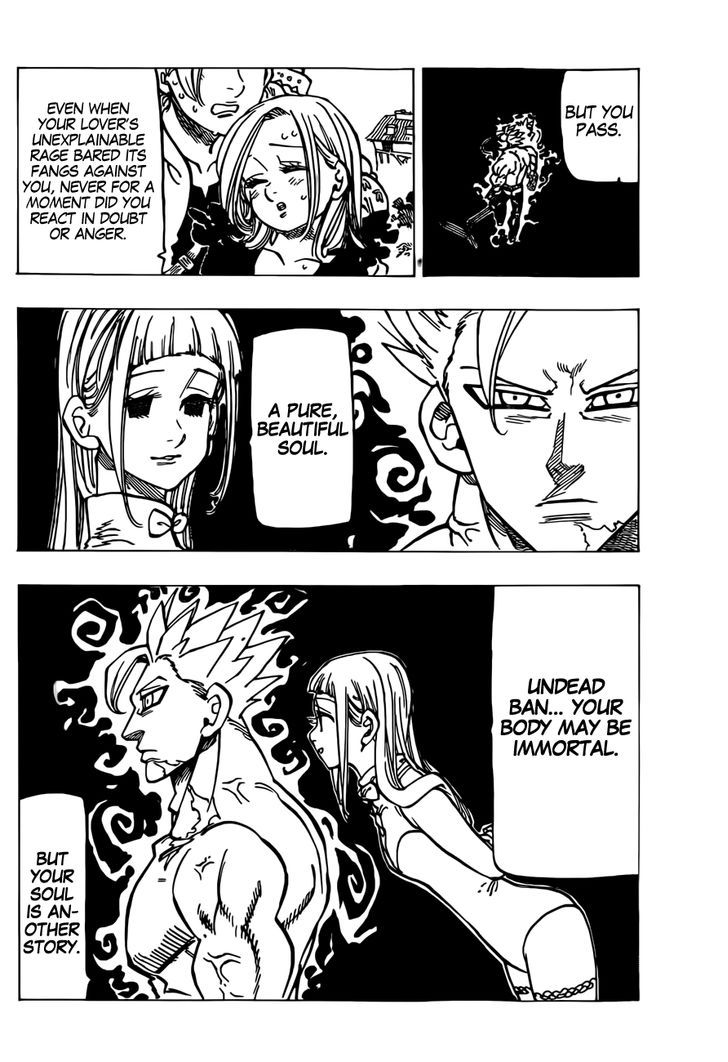 BUT YOU
PASS.
EVEN WHEN
YOUR LOVER'S
UNEXPLAINABLE
RAGE BARED ITS
FANGS AGAINST
YOU, NEVER FOR A
MOMENT DID YOU
REACT IN DOUBT
OR ANGER.
A PURE,
BEAUTIFUL
SOUL.
UNDEAD
BAN... YOUR
BODY MAY BE
IMMORTAL.
BUT
YOUR
SOUL
IS AN-
OTHER
STORY.